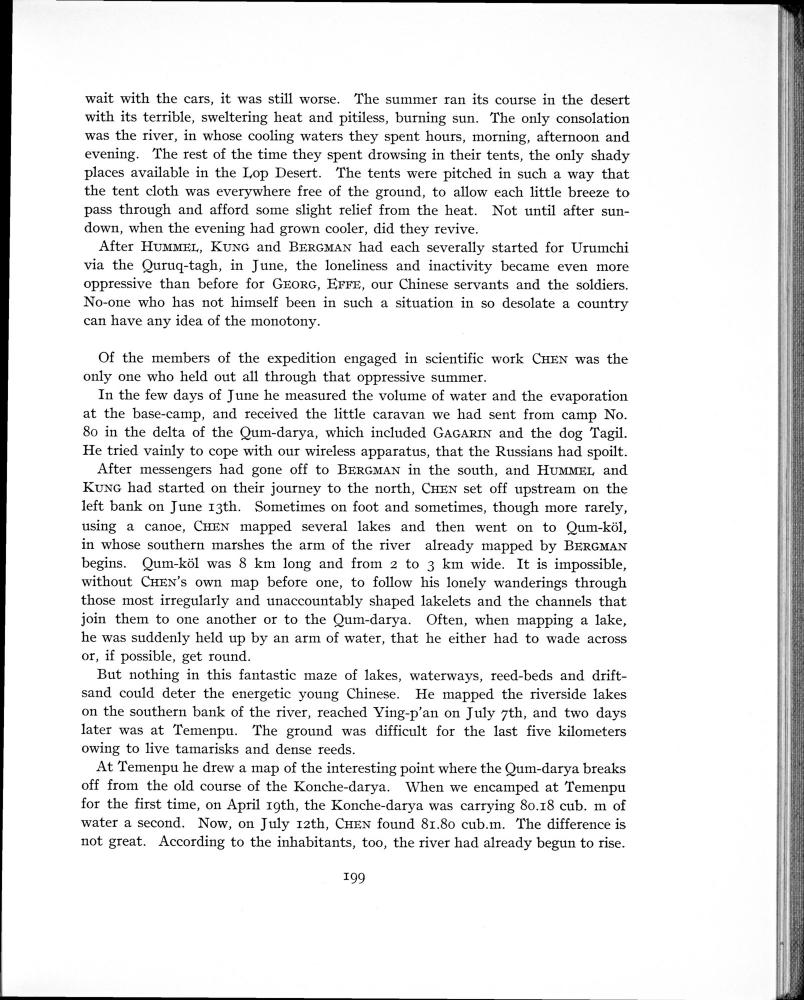 wait with the cars, it was still worse. The summer ran its course in the desert
with its terrible, sweltering heat and pitiless, burning sun. The only consolation
was the river, in whose cooling waters they spent hours, morning, afternoon and
evening. The rest of the time they spent drowsing in their tents, the only shady
places available in the Lop Desert. The tents were pitched in such a way that
the tent cloth was everywhere free of the ground, to allow each little breeze to
pass through and afford some slight relief from the heat. Not until after sun-
down, when the evening had grown cooler, did they revive.
After HUMMEL, KUNG and BERGMAN had each severally started for Urumchi
via the Quruq-tagh, in June, the loneliness and inactivity became even more
oppressive than before for GEORG, EFFE, our Chinese servants and the soldiers.
No-one who has not himself been in such a situation in so desolate a country
can have any idea of the monotony.
Of the members of the expedition engaged in scientific work CHEN was the
only one who held out all through that oppressive summer.
In the few days of June he measured the volume of water and the evaporation
at the base-camp, and received the little caravan we had sent from camp No.
80 in the delta of the Qum-darya, which included GAGARIN and the dog Tagil.
He tried vainly to cope with our wireless apparatus, that the Russians had spoilt.
After messengers had gone off to BERGMAN in the south, and HUMMEL and
KUNG had started on their journey to the north, CHEN set off upstream on the
left bank on June 13th. Sometimes on foot and sometimes, though more rarely,
using a canoe, CHEN mapped several lakes and then went on to Qum-köl,
in whose southern marshes the arm of the river already mapped by BERGMAN
begins. Qum-köl was 8 km long and from 2 to 3 km wide. It is impossible,
without CHEN's own map before one, to follow his lonely wanderings through
those most irregularly and unaccountably shaped lakelets and the channels that
join them to one another or to the Qum-darya. Often, when mapping a lake,
he was suddenly held up by an arm of water, that he either had to wade across
or, if possible, get round.
But nothing in this fantastic maze of lakes, waterways, reed-beds and drift-
sand could deter the energetic young Chinese. He mapped the riverside lakes
on the southern bank of the river, reached Ying-p'an on July 7th, and two days
later was at Temenpu. The ground was difficult for the last five kilometers
owing to live tamarisks and dense reeds.
At Temenpu he drew a map of the interesting point where the Qum-darya breaks
off from the old course of the Konche-darya. When we encamped at Temenpu
for the first time, on April 19th, the Konche-darya was carrying 80.18 cub. m of
water a second. Now, on July 12th, CHEN found 81.80 cub.m. The difference is
not great. According to the inhabitants, too, the river had already begun to rise.
199